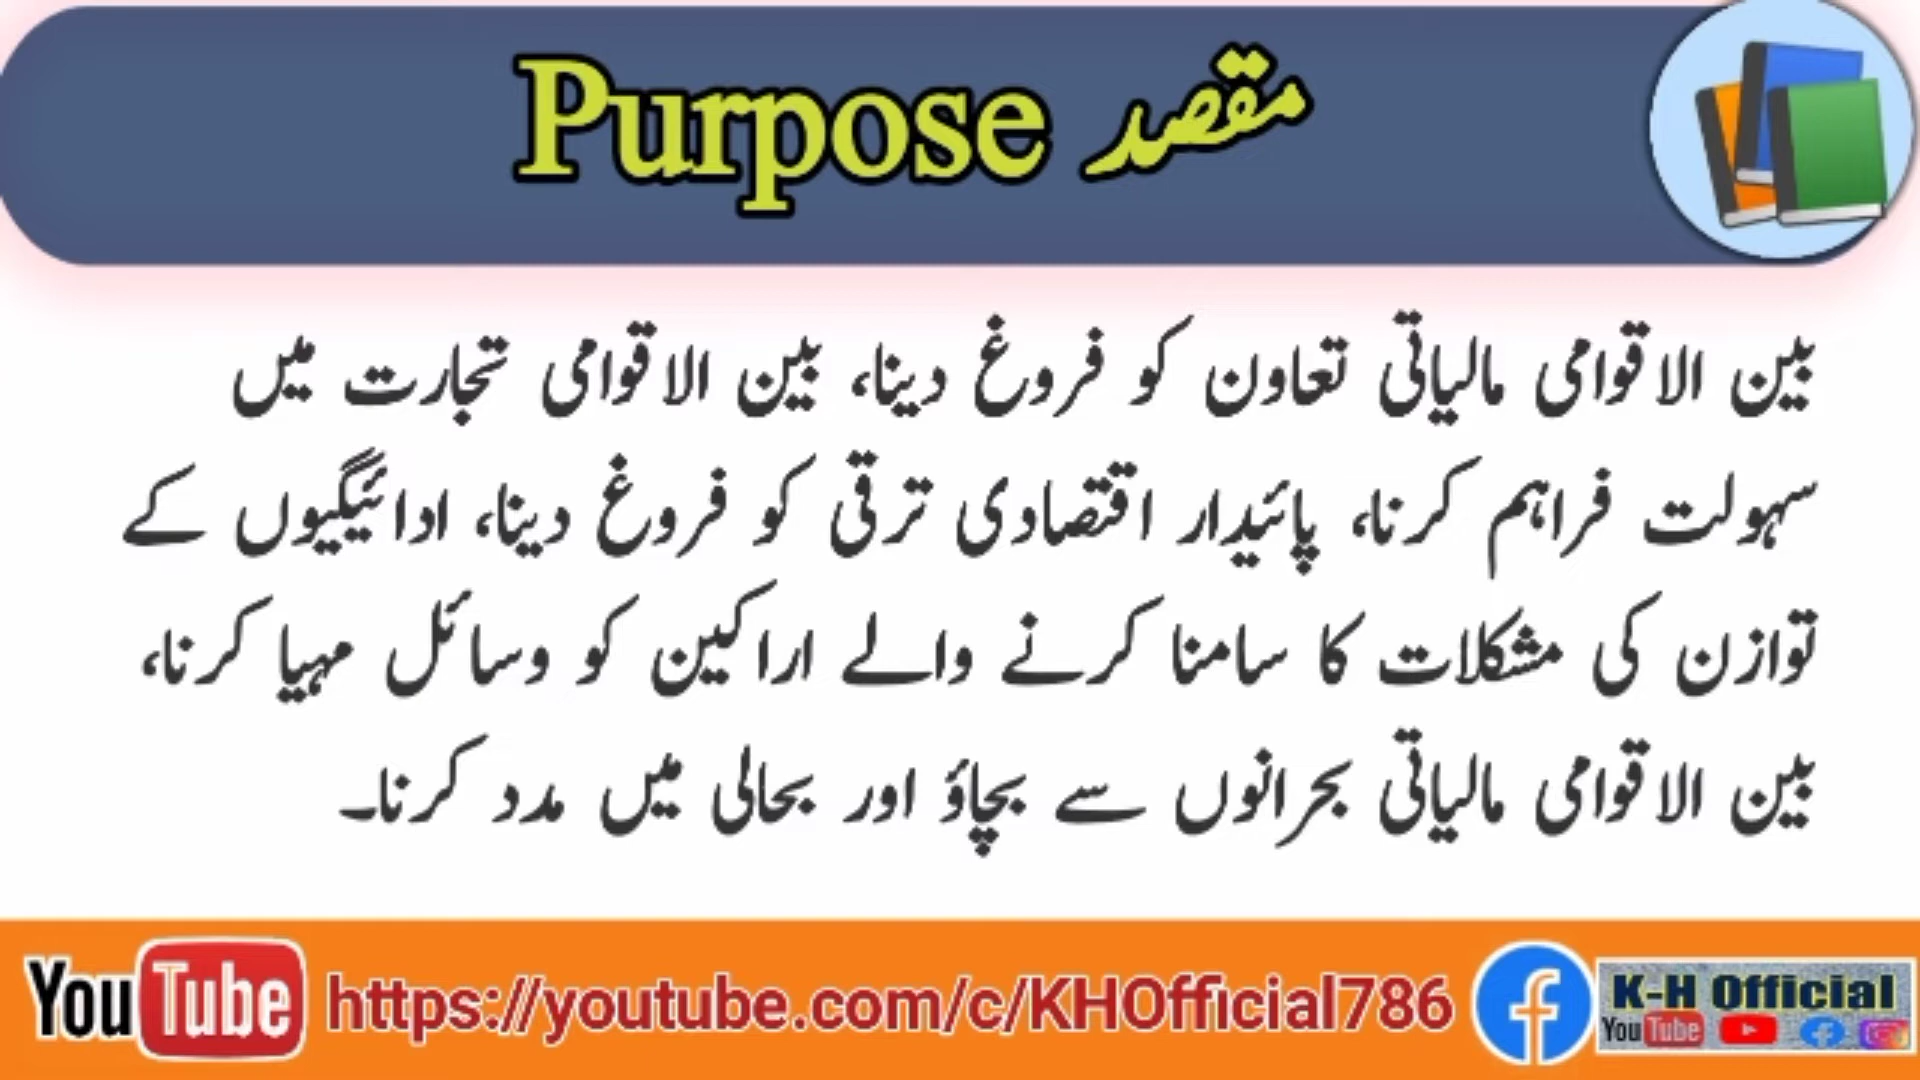 Purpose مقصد
بین الاقوامی مالیاتی تعاون کو فروغ دینا، بین الاقوامی تجارت میں
سہولت فراہم کرنا، پائیدار اقتصادی ترقی کو فروغ دینا، ادائیگیوں کے
توازن کی مشکلات کا سامنا کرنے والے اراکین کو وسائل مہیا کرنا،
بین الاقوامی مالیاتی بحرانوں سے بچاؤ اور بحالی میں مدد کرنا۔
YouTube https://youtube.com/c/KHOfficial786 f K-H Official
YouTube